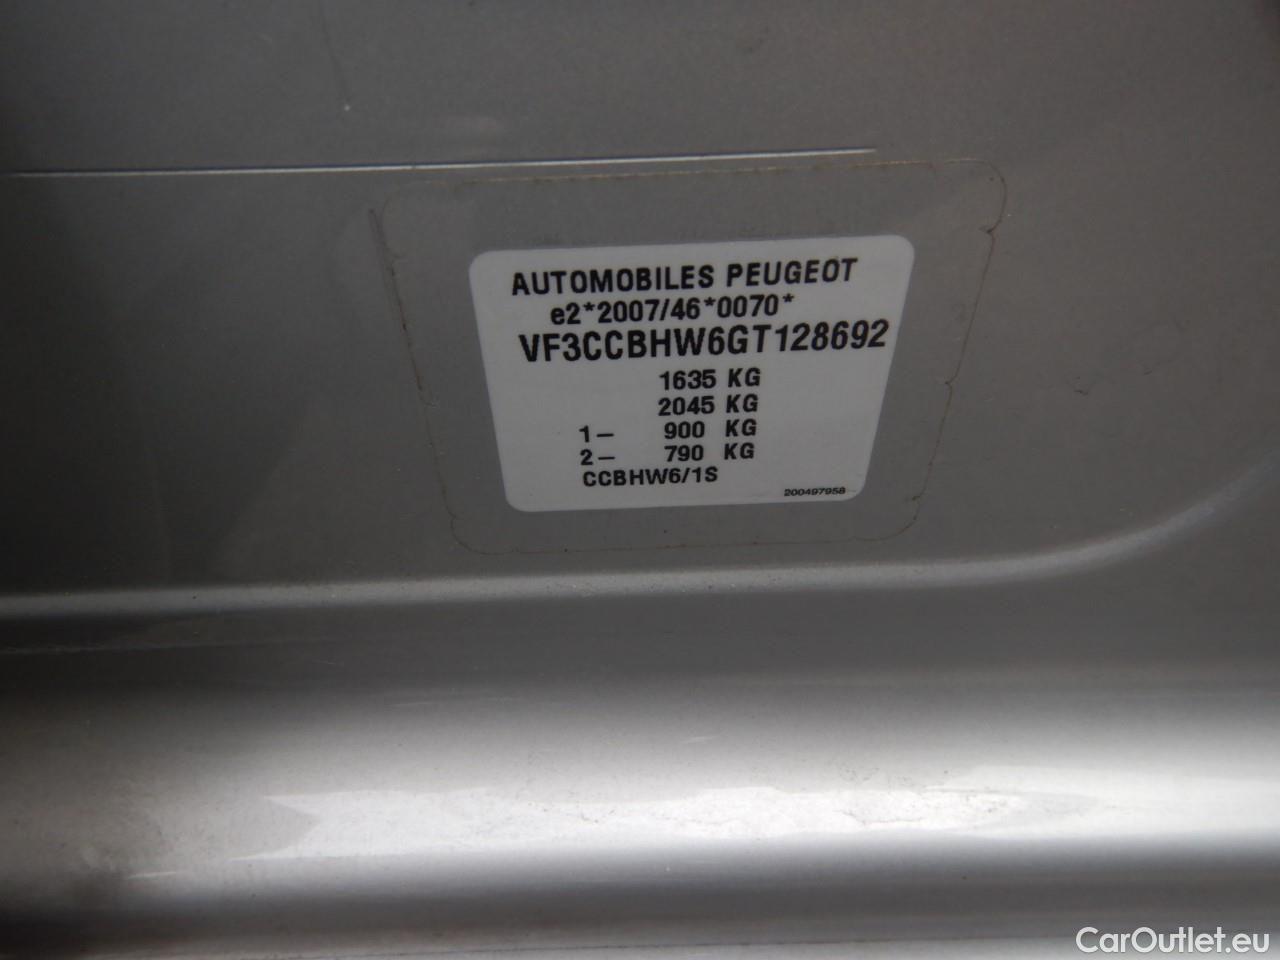 AUTOMOBILES PEUGEOT
e2*2007/46*0070*
VF3CCBHW6GT128692
1635 KG
2045 KG
1- 900 KG
2- 790 KG
CCBHW6/1S
200497958
CarOutlet.eu